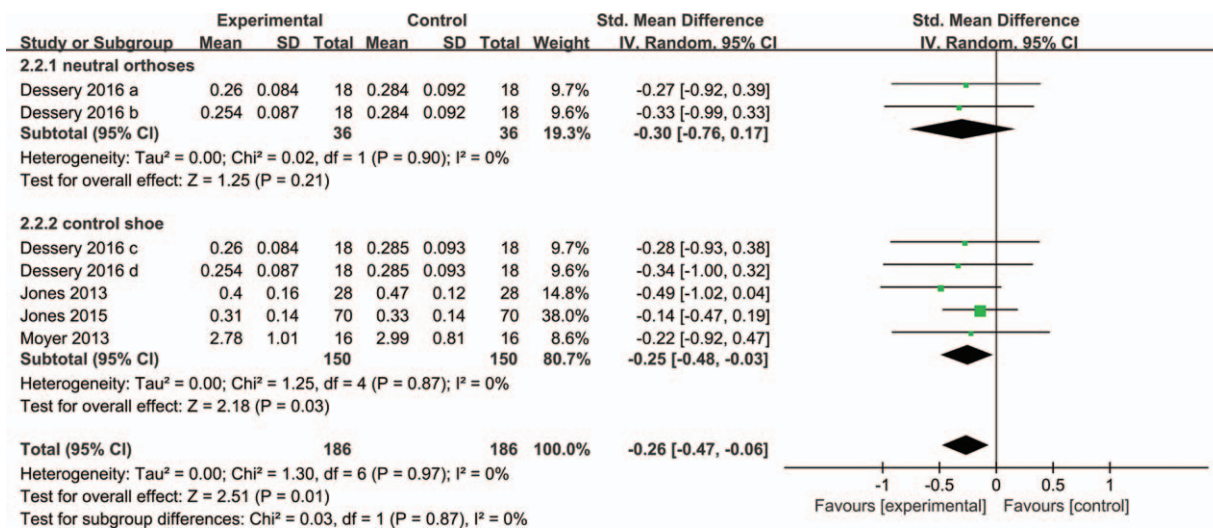 Experimental Control Std. Mean Difference Std. Mean Difference
Study or Subgroup Mean SD Total Mean SD Total Weight IV, Random, 95% CI IV, Random, 95% CI
2.2.1 neutral orthoses
Dessery 2016 a 0.26 0.084 18 0.284 0.092 18 9.7% -0.27 [-0.92, 0.39]
Dessery 2016 b 0.254 0.087 18 0.284 0.092 18 9.6% -0.33 [-0.99, 0.33]
Subtotal (95% CI) 36 36 19.3% -0.30 [-0.76, 0.17]
Heterogeneity: Tau² = 0.00; Chi² = 0.02, df = 1 (P = 0.90); I² = 0%
Test for overall effect: Z = 1.25 (P = 0.21)
2.2.2 control shoe
Dessery 2016 c 0.26 0.084 18 0.285 0.093 18 9.7% -0.28 [-0.93, 0.38]
Dessery 2016 d 0.254 0.087 18 0.285 0.093 18 9.6% -0.34 [-1.00, 0.32]
Jones 2013 0.4 0.16 28 0.47 0.12 28 14.8% -0.49 [-1.02, 0.04]
Jones 2015 0.31 0.14 70 0.33 0.14 70 38.0% -0.14 [-0.47, 0.19]
Moyer 2013 2.78 1.01 16 2.99 0.81 16 8.6% -0.22 [-0.92, 0.47]
Subtotal (95% CI) 150 150 80.7% -0.25 [-0.48, -0.03]
Heterogeneity: Tau² = 0.00; Chi² = 1.25, df = 4 (P = 0.87); I² = 0%
Test for overall effect: Z = 2.18 (P = 0.03)
Total (95% CI) 186 186 100.0% -0.26 [-0.47, -0.06]
Heterogeneity: Tau² = 0.00; Chi² = 1.30, df = 6 (P = 0.97); I² = 0%
Test for overall effect: Z = 2.51 (P = 0.01)
Test for subgroup differences: Chi² = 0.03, df = 1 (P = 0.87), I² = 0%
-1 -0.5 0 0.5 1
Favours [experimental] Favours [control]